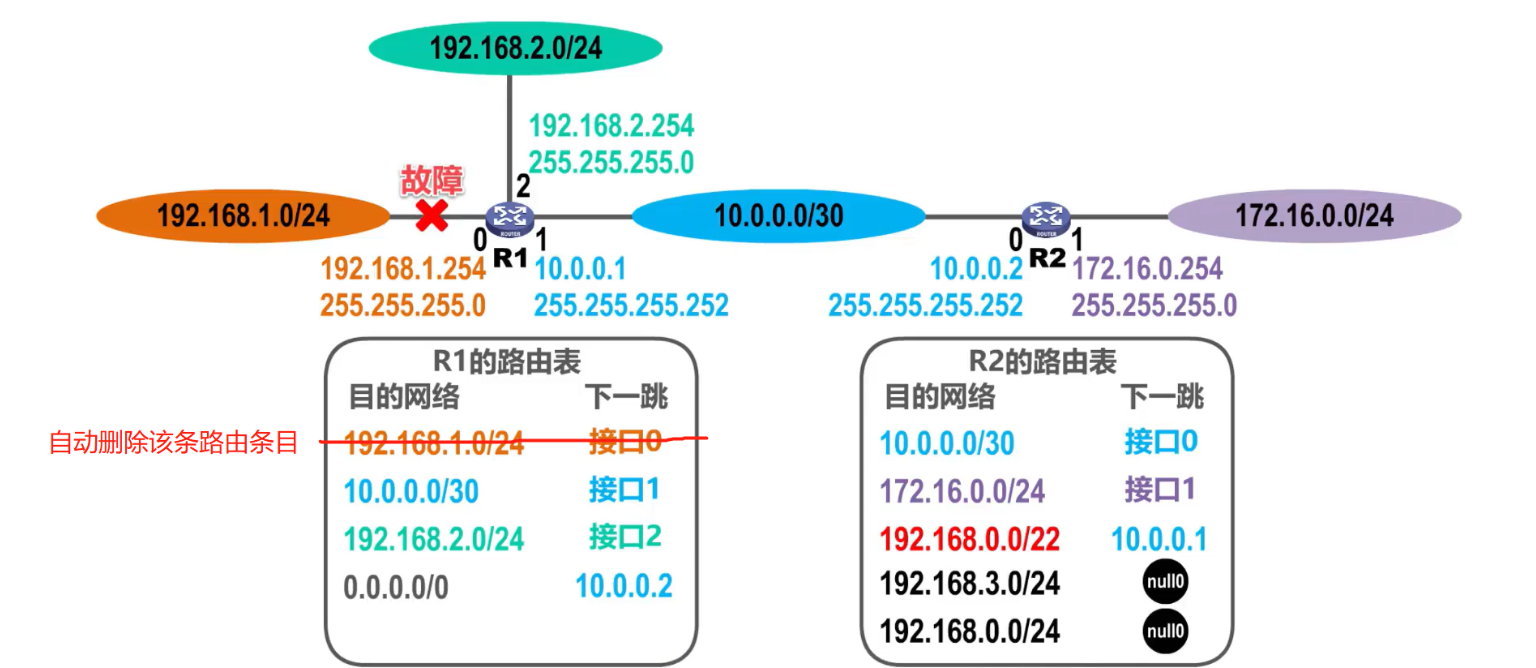 192.168.2.0/24
192.168.2.254
255.255.255.0
故障
2
192.168.1.0/24
ROUTER
10.0.0.0/30
ROUTER
172.16.0.0/24
0
R1
1
0
R2
1
192.168.1.254
255.255.255.0
10.0.0.1
255.255.255.252
10.0.0.2
255.255.255.252
172.16.0.254
255.255.255.0
R1的路由表
目的网络 下一跳
自动删除该条路由条目
192.168.1.0/24 接口0
10.0.0.0/30 接口1
192.168.2.0/24 接口2
0.0.0.0/0 10.0.0.2
R2的路由表
目的网络 下一跳
10.0.0.0/30 接口0
172.16.0.0/24 接口1
192.168.0.0/22 10.0.0.1
192.168.3.0/24 null0
192.168.0.0/24 null0